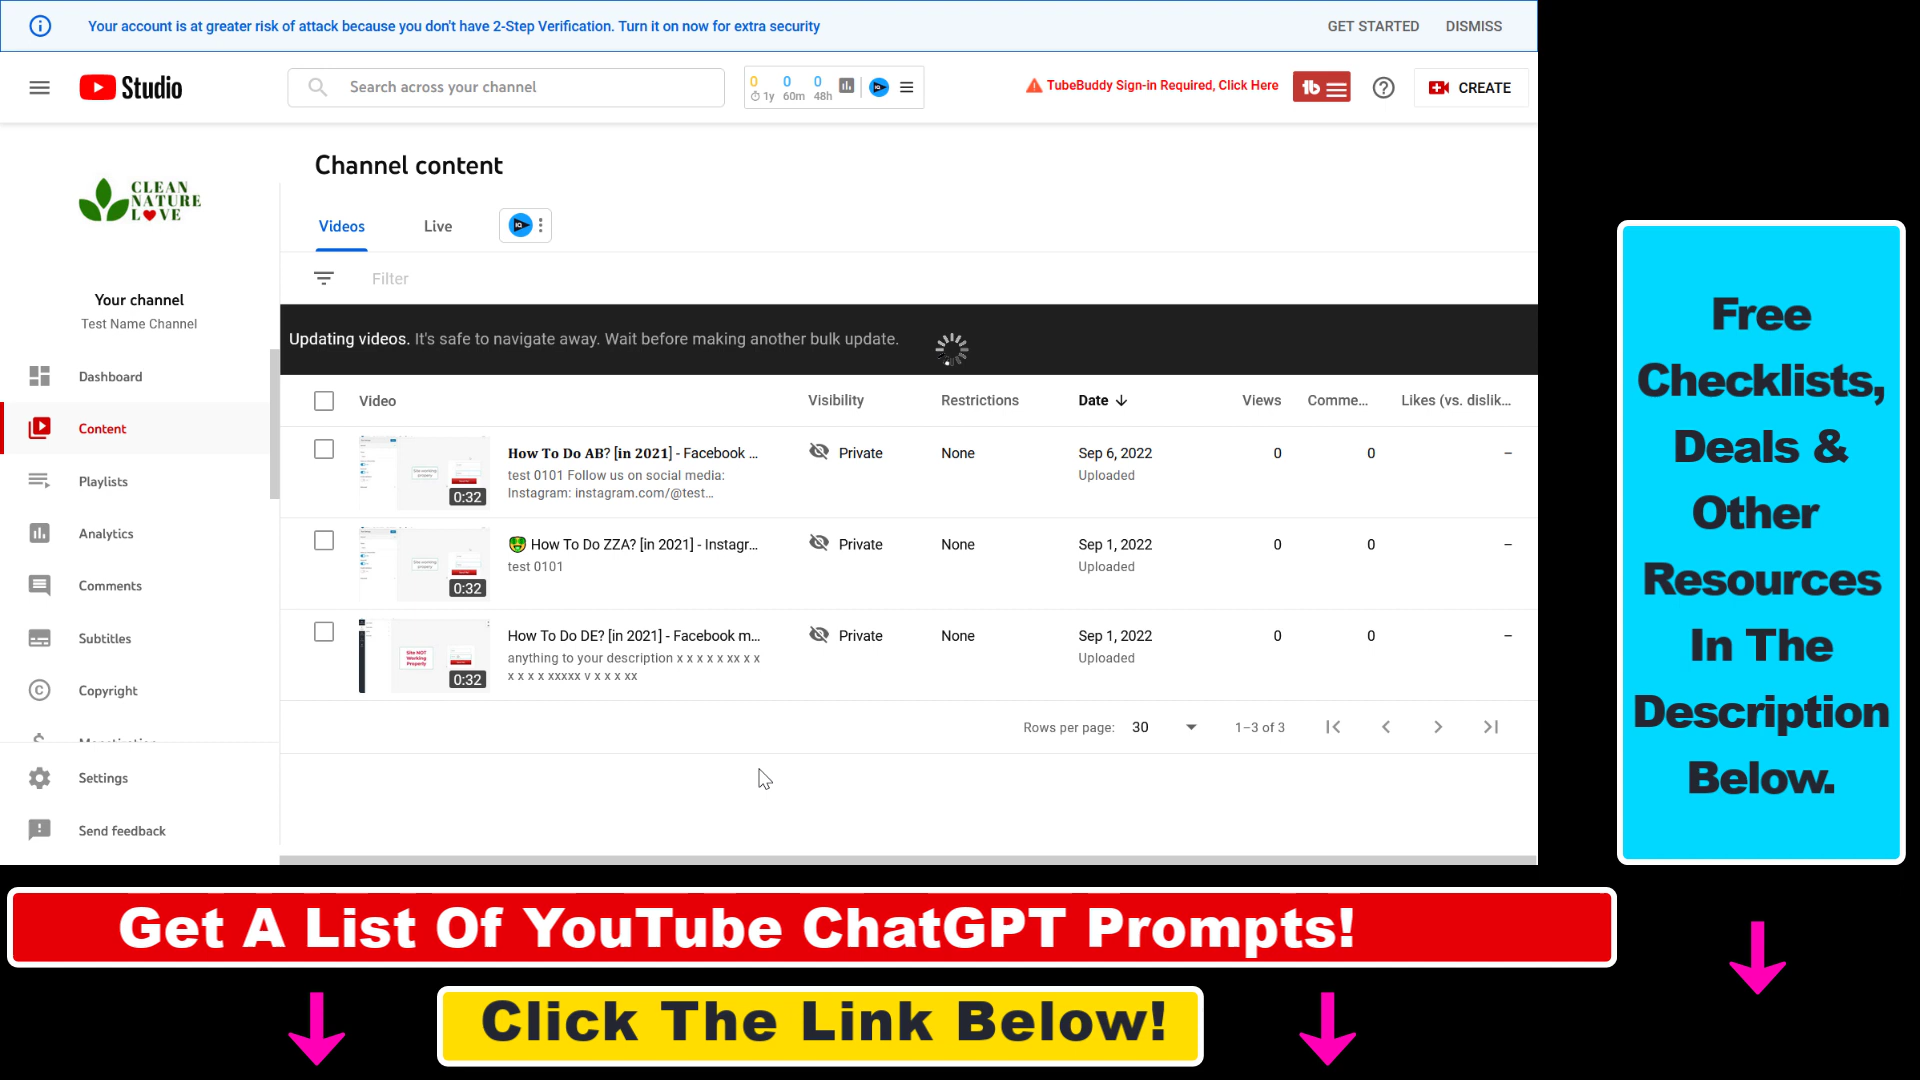 Your account is at greater risk of attack because you don't have 2-Step Verification. Turn it on now for extra security
GET STARTED
DISMISS
Studio
Search across your channel
0 0 0
1y 60m 48h
TubeBuddy Sign-in Required, Click Here
tb
CREATE
CLEAN
NATURE
L VE
Your channel
Test Name Channel
Dashboard
Content
Playlists
Analytics
Comments
Subtitles
Copyright
Settings
Send feedback
Channel content
Videos
Live
Filter
Updating videos. It's safe to navigate away. Wait before making another bulk update.
Video
Visibility
Restrictions
Date
Views
Comme...
Likes (vs. dislik...
0:32
How To Do AB? [in 2021] - Facebook ...
test 0101 Follow us on social media:
Instagram: instagram.com/@test...
Private
None
Sep 6, 2022
Uploaded
0
0
–
0:32
How To Do ZZA? [in 2021] - Instagr...
test 0101
Private
None
Sep 1, 2022
Uploaded
0
0
–
Site NOT
Working
Properly
0:32
How To Do DE? [in 2021] - Facebook m...
anything to your description x x x x x xx x x
x x x x xxxxx v x x x xx
Private
None
Sep 1, 2022
Uploaded
0
0
–
Rows per page: 30
1–3 of 3
Free
Checklists,
Deals &
Other
Resources
In The
Description
Below.
Get A List Of YouTube ChatGPT Prompts!
Click The Link Below!